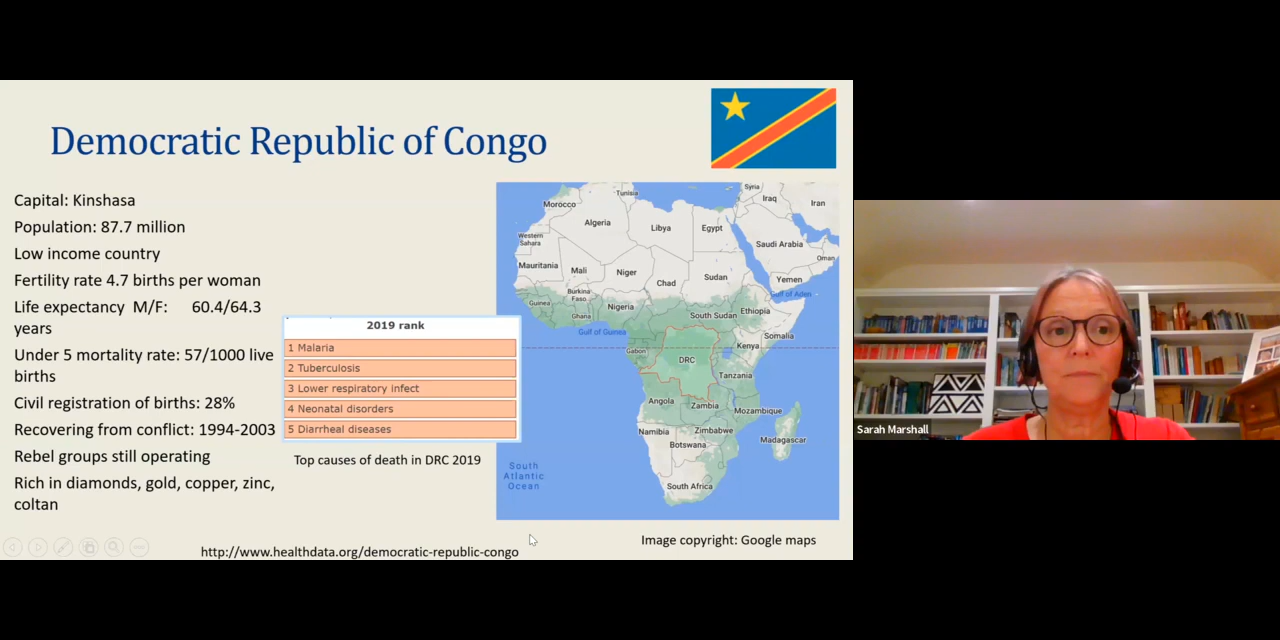 Democratic Republic of Congo
Capital: Kinshasa
Population: 87.7 million
Low income country
Fertility rate 4.7 births per woman
Life expectancy M/F: 60.4/64.3
years
Under 5 mortality rate: 57/1000 live
births
Civil registration of births: 28%
Recovering from conflict: 1994-2003
Rebel groups still operating
Rich in diamonds, gold, copper, zinc,
coltan
2019 rank
1 Malaria
2 Tuberculosis
3 Lower respiratory infect
4 Neonatal disorders
5 Diarrheal diseases
Top causes of death in DRC 2019
http://www.healthdata.org/democratic-republic-congo
Tunisia
Syria
Morocco
Iraq
Iran
Algeria
Libya
Egypt
Western
Sahara
Saudi Arabia
Oman
Mauritania
Mali
Niger
Chad
Sudan
Yemen
Gulf of Aden
Burkina
Faso
Guinea
Ghana
Nigeria
South Sudan
Ethiopia
Gulf of Guinea
Somalia
Gabon
DRC
Kenya
Tanzania
Angola
Zambia
Mozambique
Namibia
Zimbabwe
Botswana
Madagascar
South
Atlantic
Ocean
South Africa
Image copyright: Google maps
Sarah Marshall